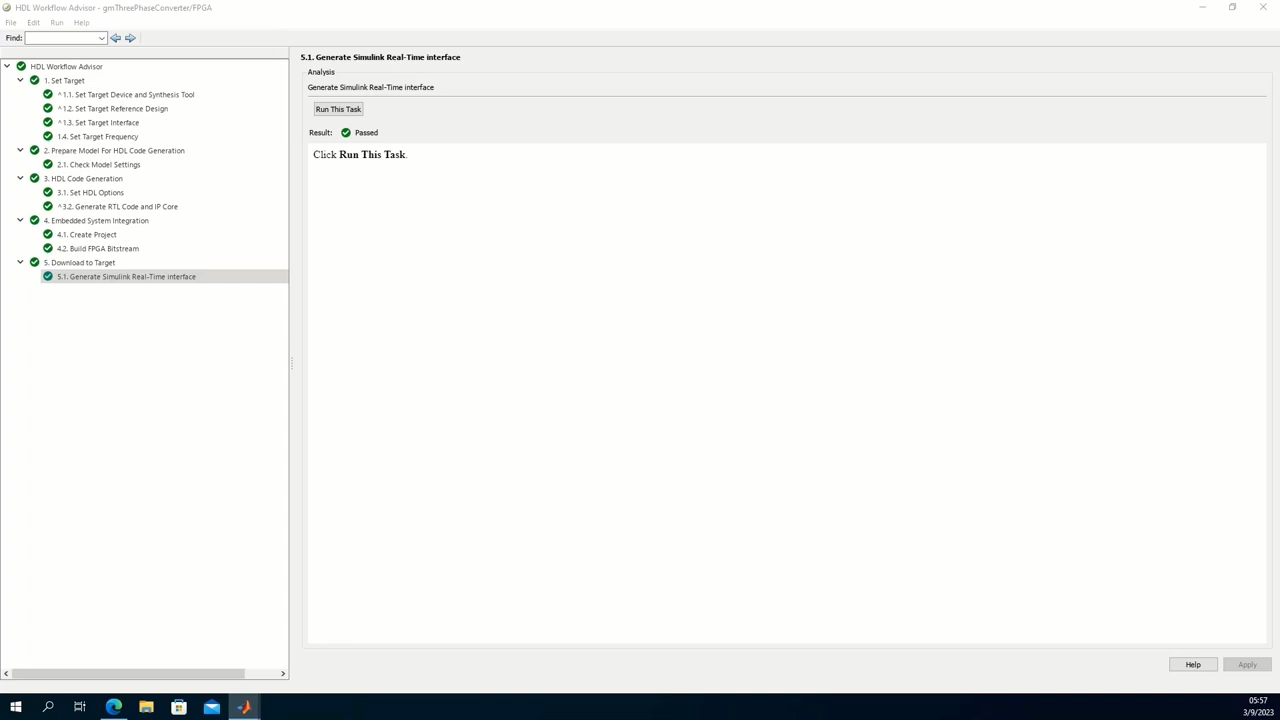 HDL Workflow Advisor - gmThreePhaseConverter/FPGA
File Edit Run Help
Find:
HDL Workflow Advisor
1. Set Target
^1.1. Set Target Device and Synthesis Tool
^1.2. Set Target Reference Design
^1.3. Set Target Interface
1.4. Set Target Frequency
2. Prepare Model For HDL Code Generation
2.1. Check Model Settings
3. HDL Code Generation
3.1. Set HDL Options
^3.2. Generate RTL Code and IP Core
4. Embedded System Integration
4.1. Create Project
4.2. Build FPGA Bitstream
5. Download to Target
5.1. Generate Simulink Real-Time interface
5.1. Generate Simulink Real-Time interface
Analysis
Generate Simulink Real-Time interface
Run This Task
Result: Passed
Click Run This Task.
Help Apply
05:57
3/9/2023